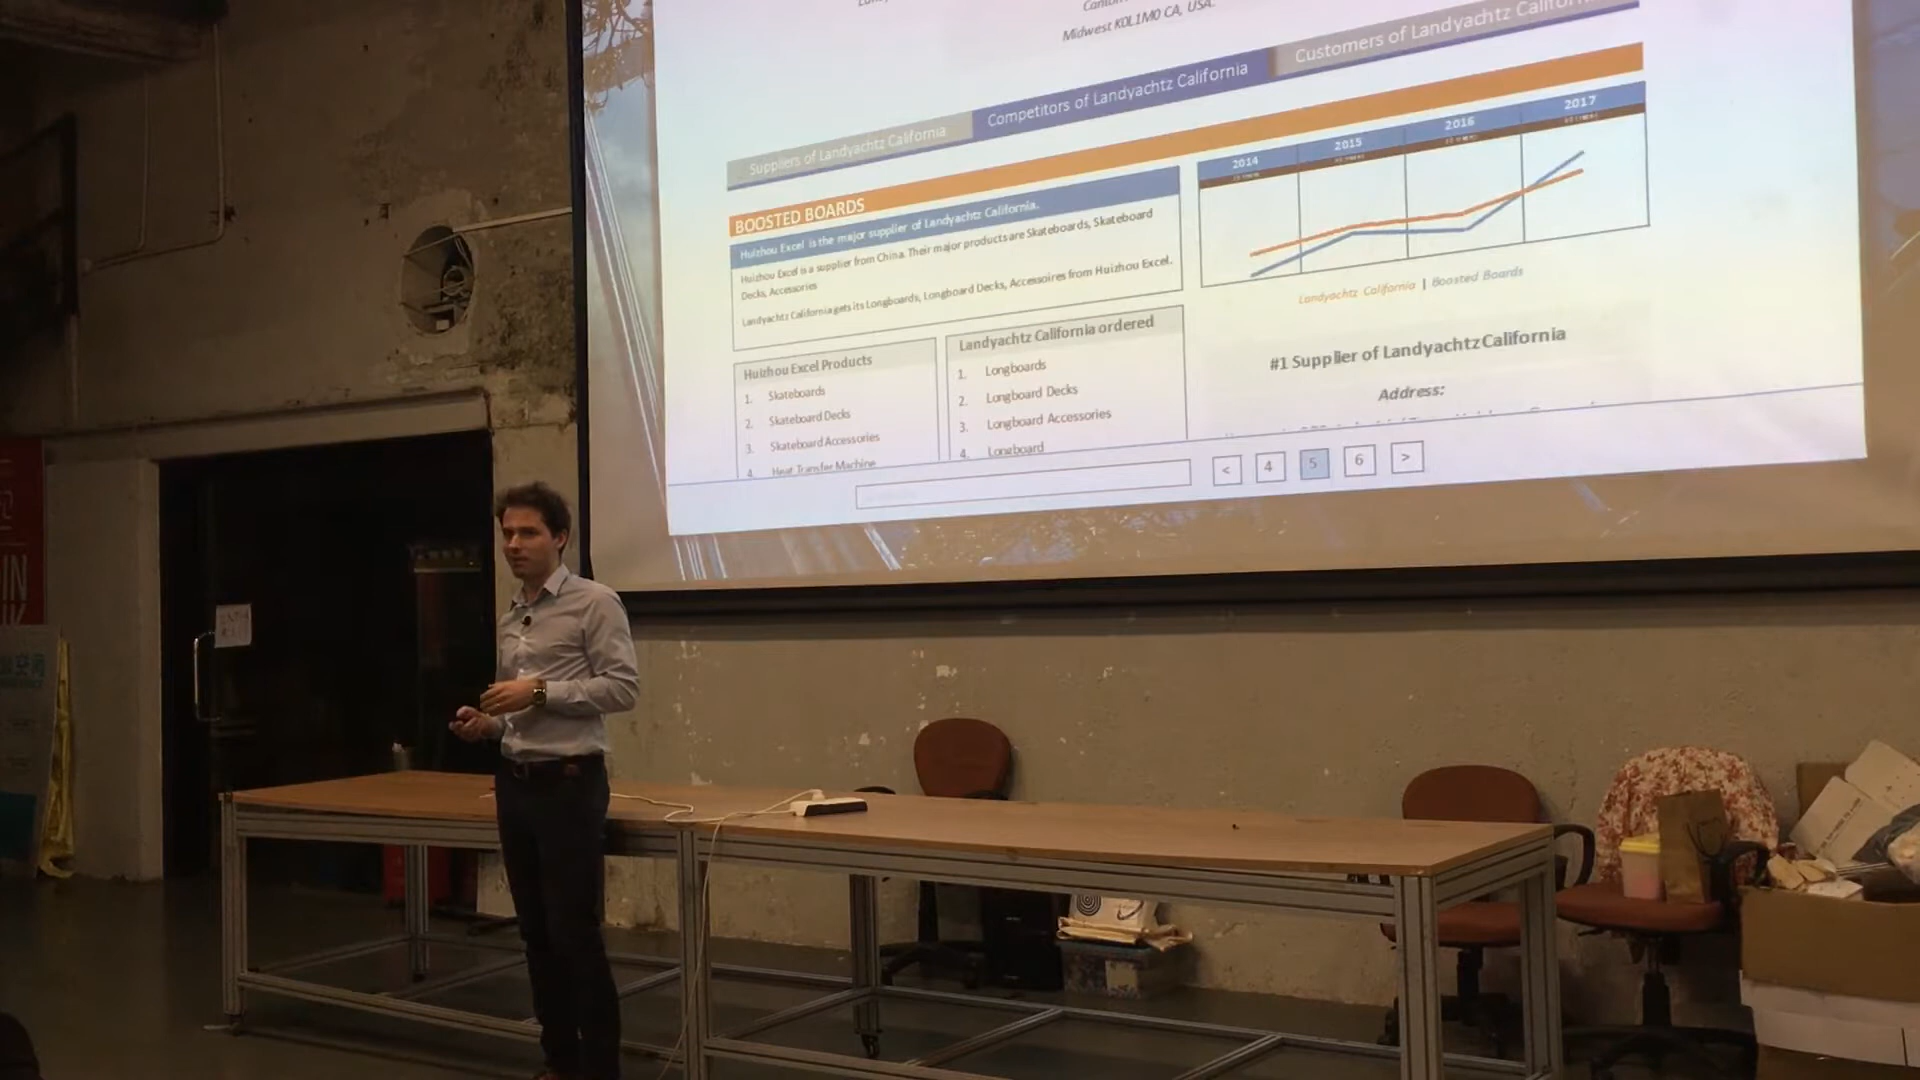 Midwest K0L1M0 CA, USA.
Suppliers of Landyachtz California
Competitors of Landyachtz California
Customers of Landyachtz
BOOSTED BOARDS
Huizhou Excel is the major supplier of Landyachtz California.
Huizhou Excel is a supplier from China. Their major products are Skateboards, Skateboard
Decks, Accessories
Landyachtz California gets its Longboards, Longboard Decks, Accessoires from Huizhou Excel.
2014
2015
2016
2017
Landyachtz California | Boosted Boards
Huizhou Excel Products
1. Skateboards
2. Skateboard Decks
3. Skateboard Accessories
4. Heat Transfer Machine
Landyachtz California ordered
1. Longboards
2. Longboard Decks
3. Longboard Accessories
4. Longboard
#1 Supplier of Landyachtz California
Address:
< 4 5 6 >